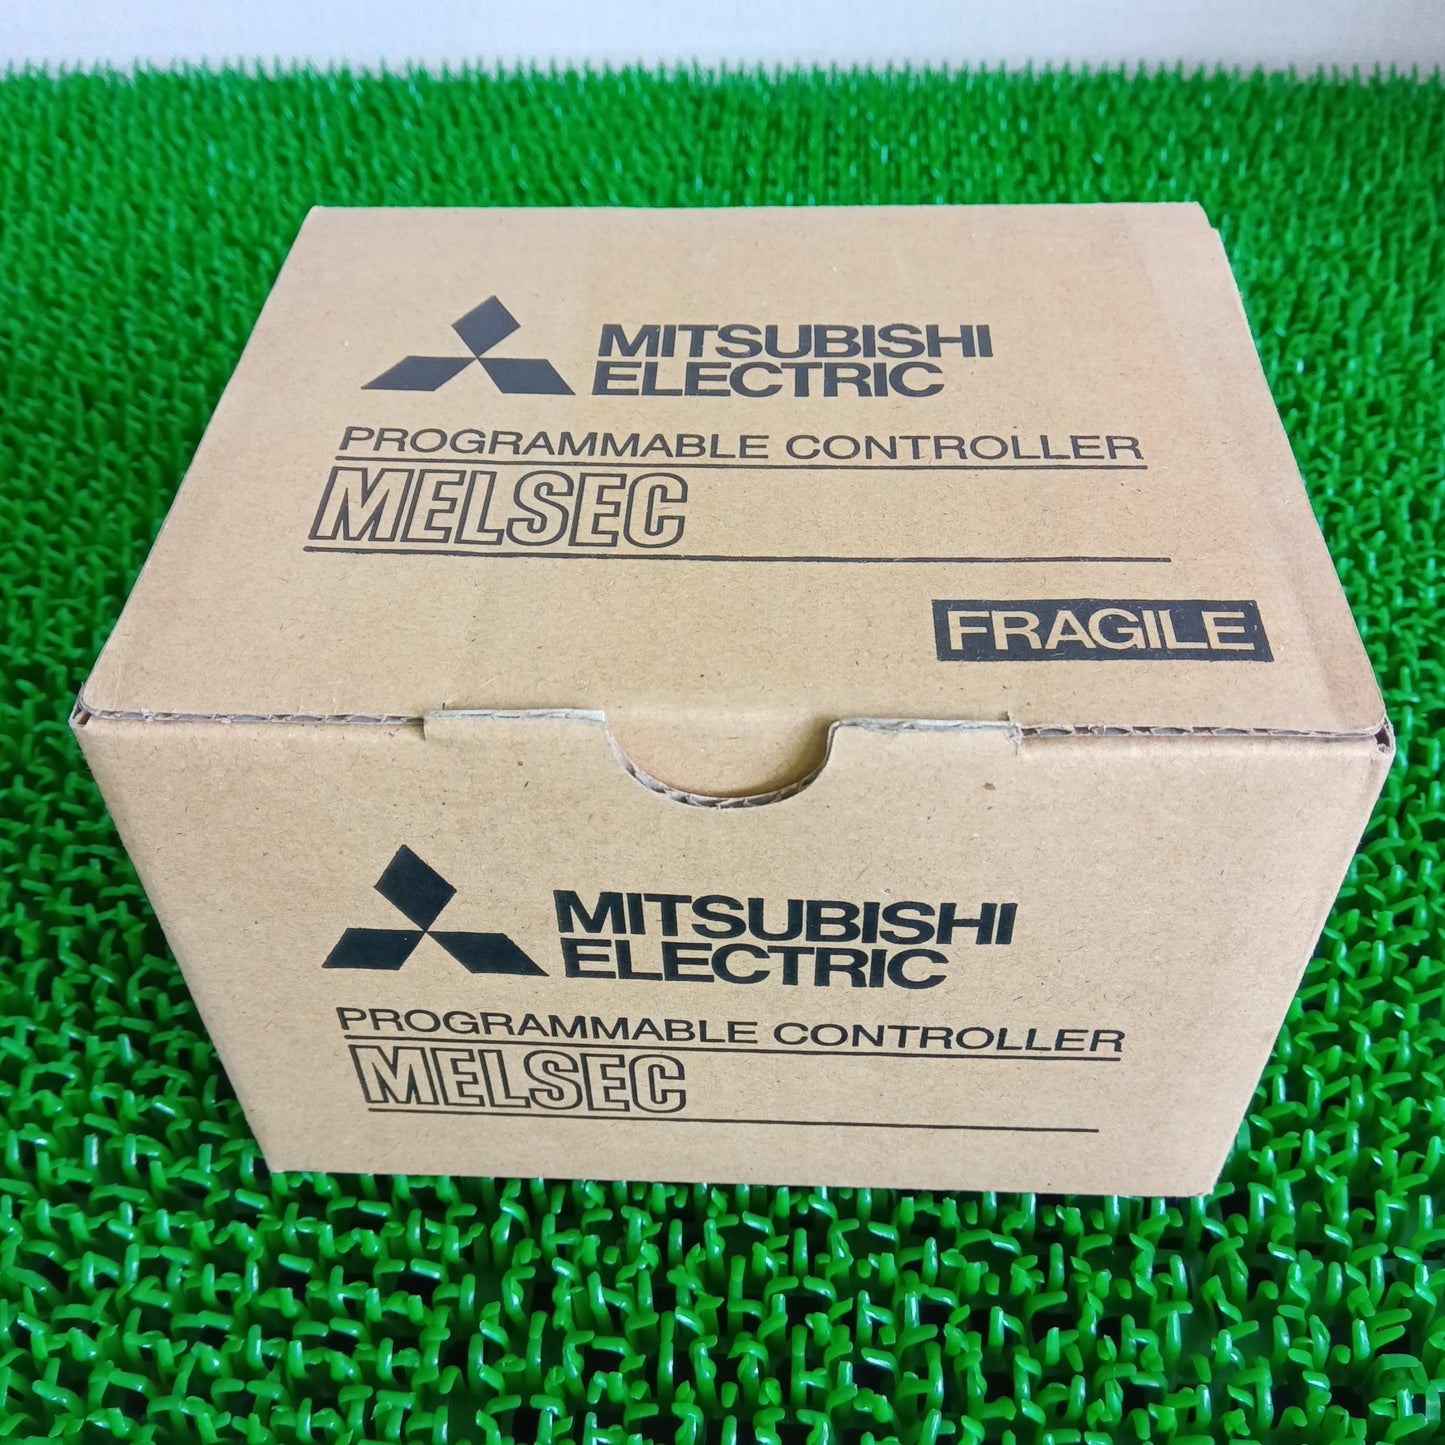 MITSUBISHI
ELECTRIC
PROGRAMMABLE CONTROLLER
MELSEC
FRAGILE
MITSUBISHI
ELECTRIC
PROGRAMMABLE CONTROLLER
MELSEC